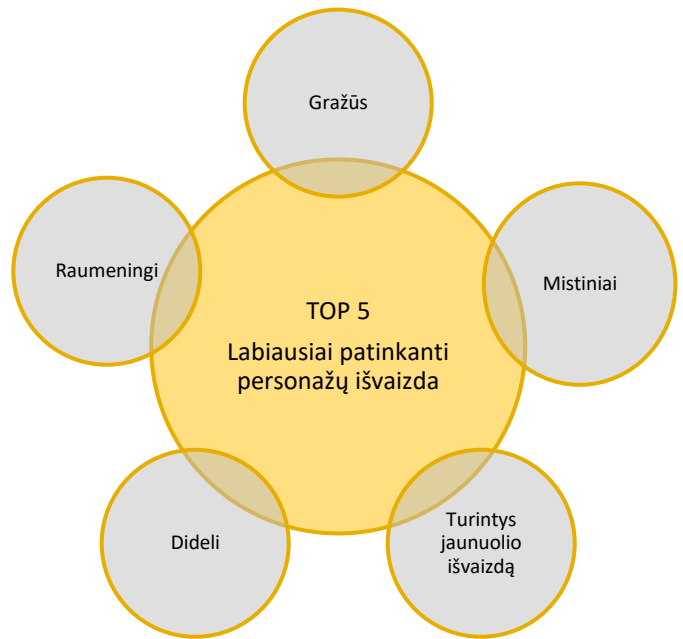 Gražūs
Raumeningi
Mistiniai
TOP 5
Labiausiai patinkanti
personažų išvaizda
Dideli
Turintys
jaunuolio
išvaizdą